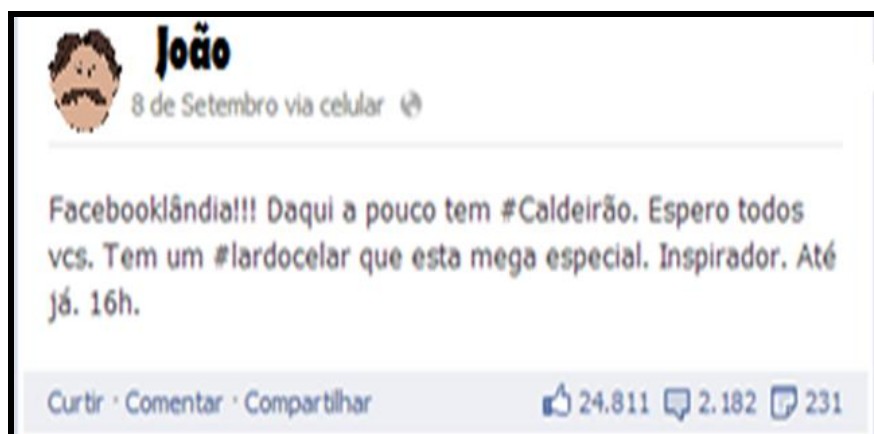 João
8 de Setembro via celular
Facebooklândia!!! Daqui a pouco tem #Caldeirão. Espero todos
vcs. Tem um #lardocelar que esta mega especial. Inspirador. Até
já. 16h.
Curtir · Comentar · Compartilhar 24.811 2.182 231